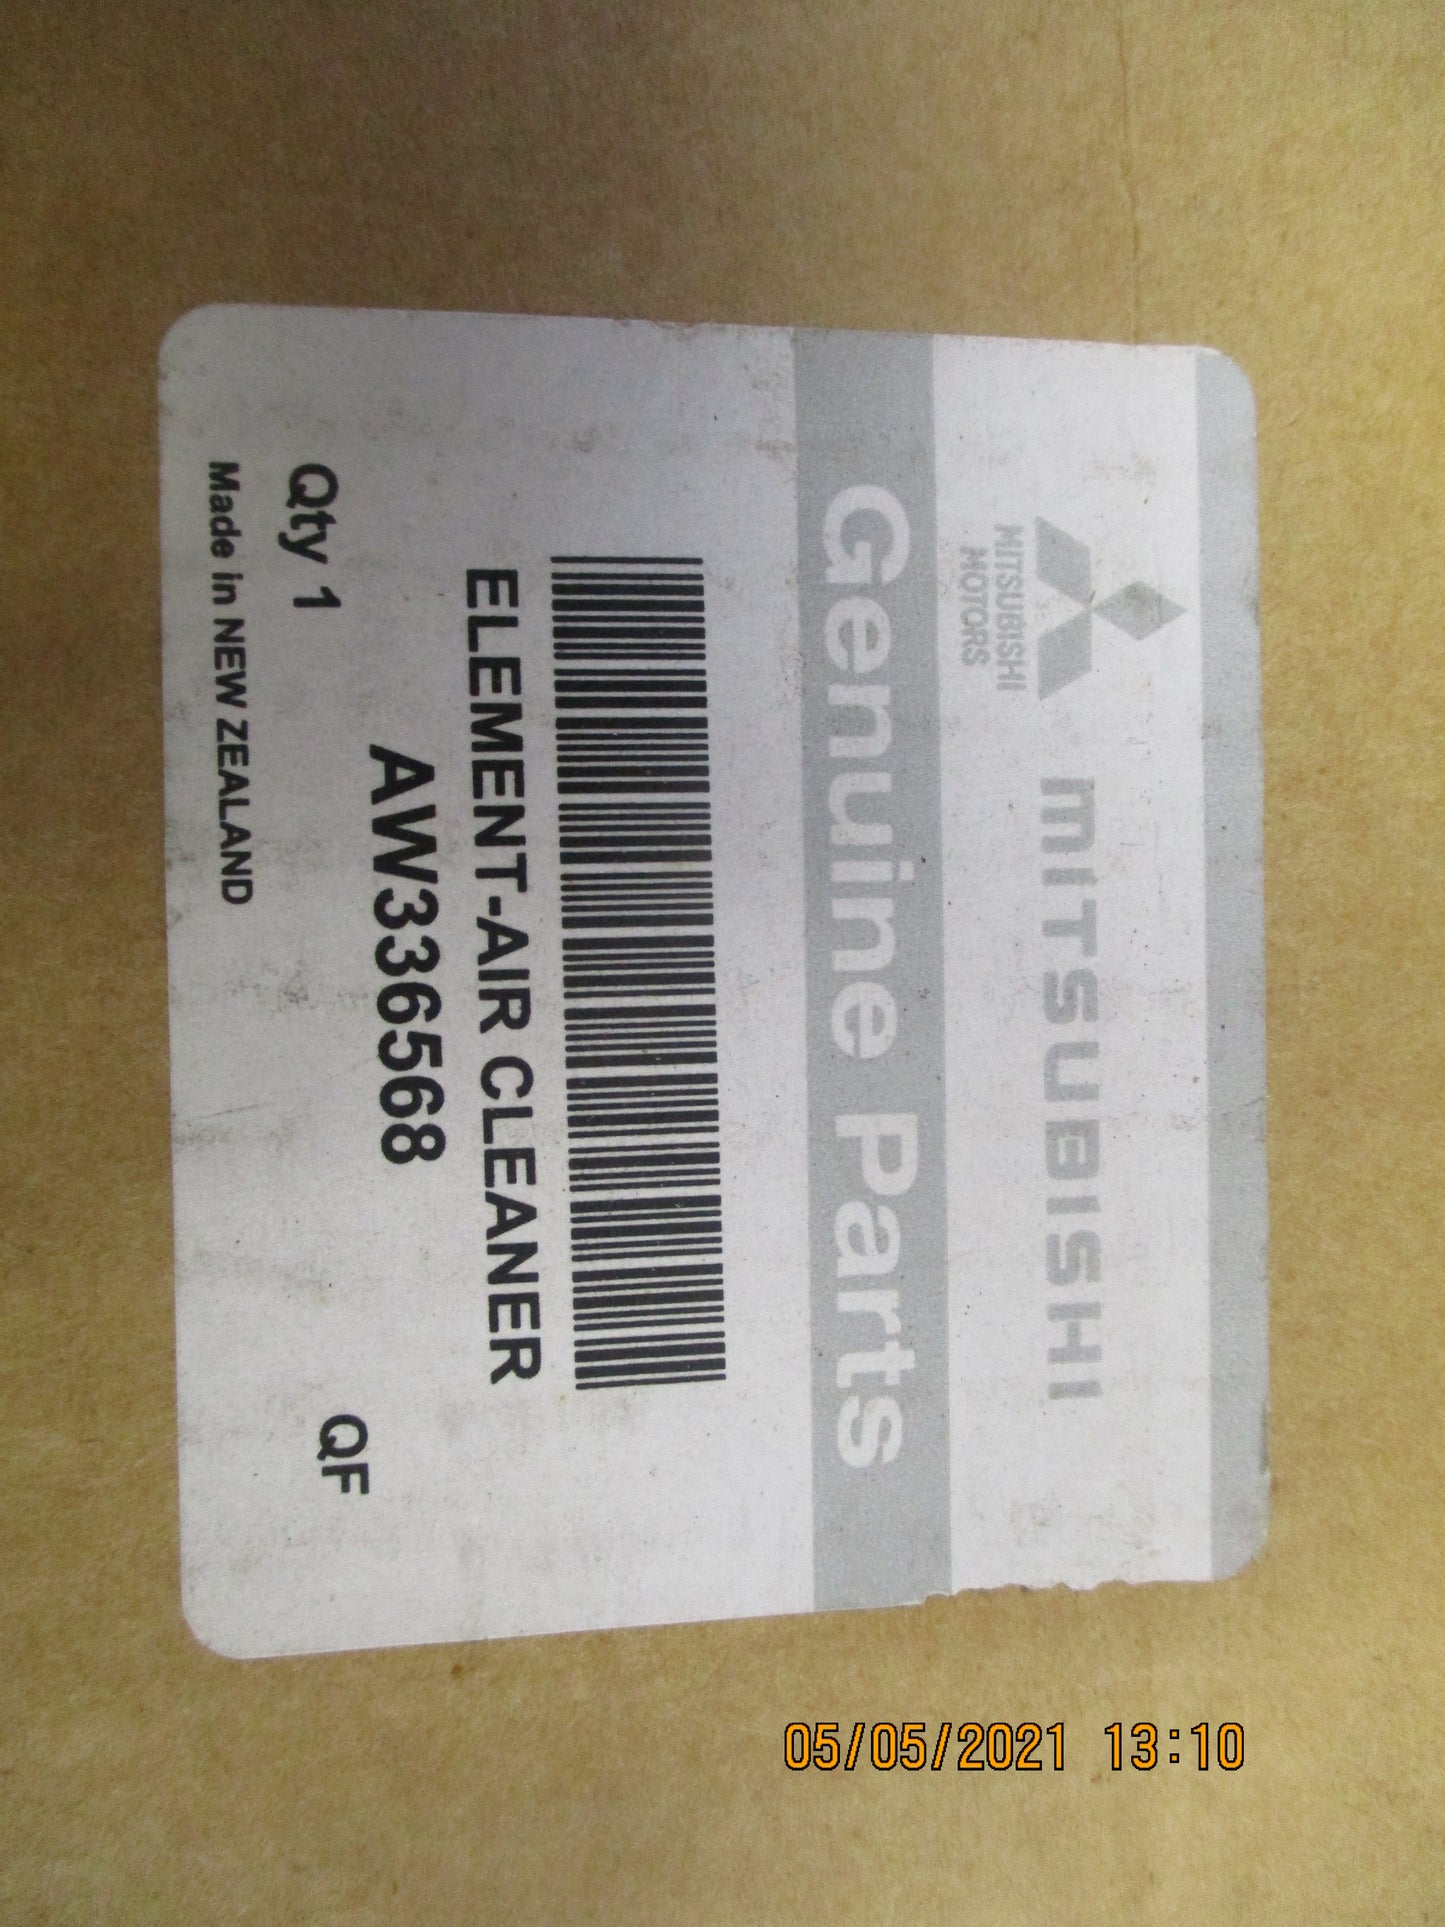 MITSUBISHI
MOTORS
MITSUBISHI
Genuine Parts
ELEMENT-AIR CLEANER
AW336568
Qty 1
QF
Made in NEW ZEALAND
05/05/2021 13:10